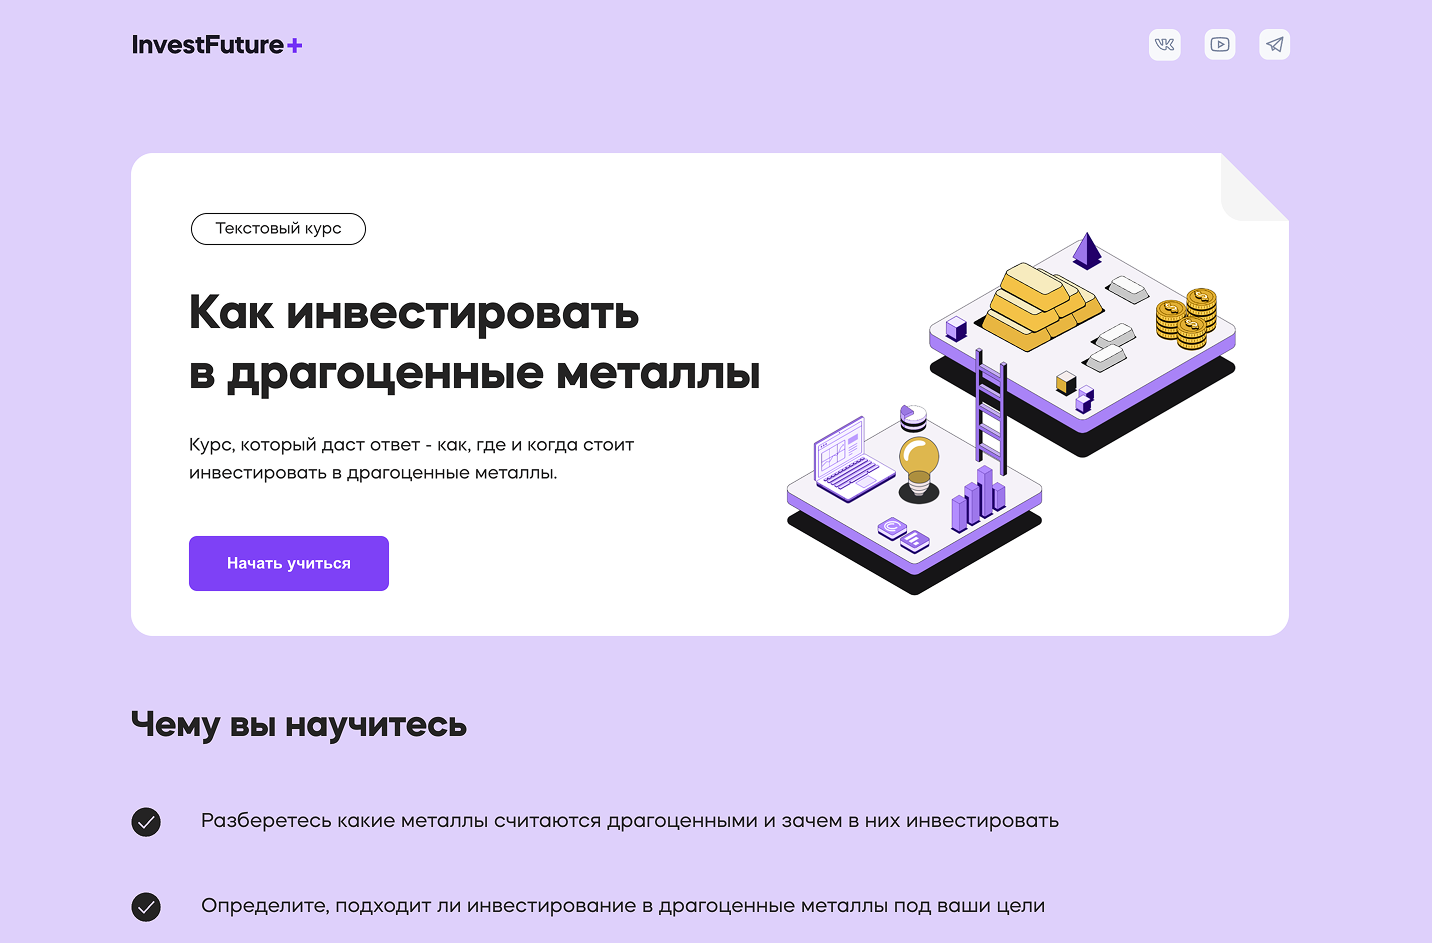 InvestFuture+
Текстовый курс
Как инвестировать
в драгоценные металлы
Курс, который даст ответ - как, где и когда стоит
инвестировать в драгоценные металлы.
Начать учиться
Чему вы научитесь
Разберетесь какие металлы считаются драгоценными и зачем в них инвестировать
Определите, подходит ли инвестирование в драгоценные металлы под ваши цели